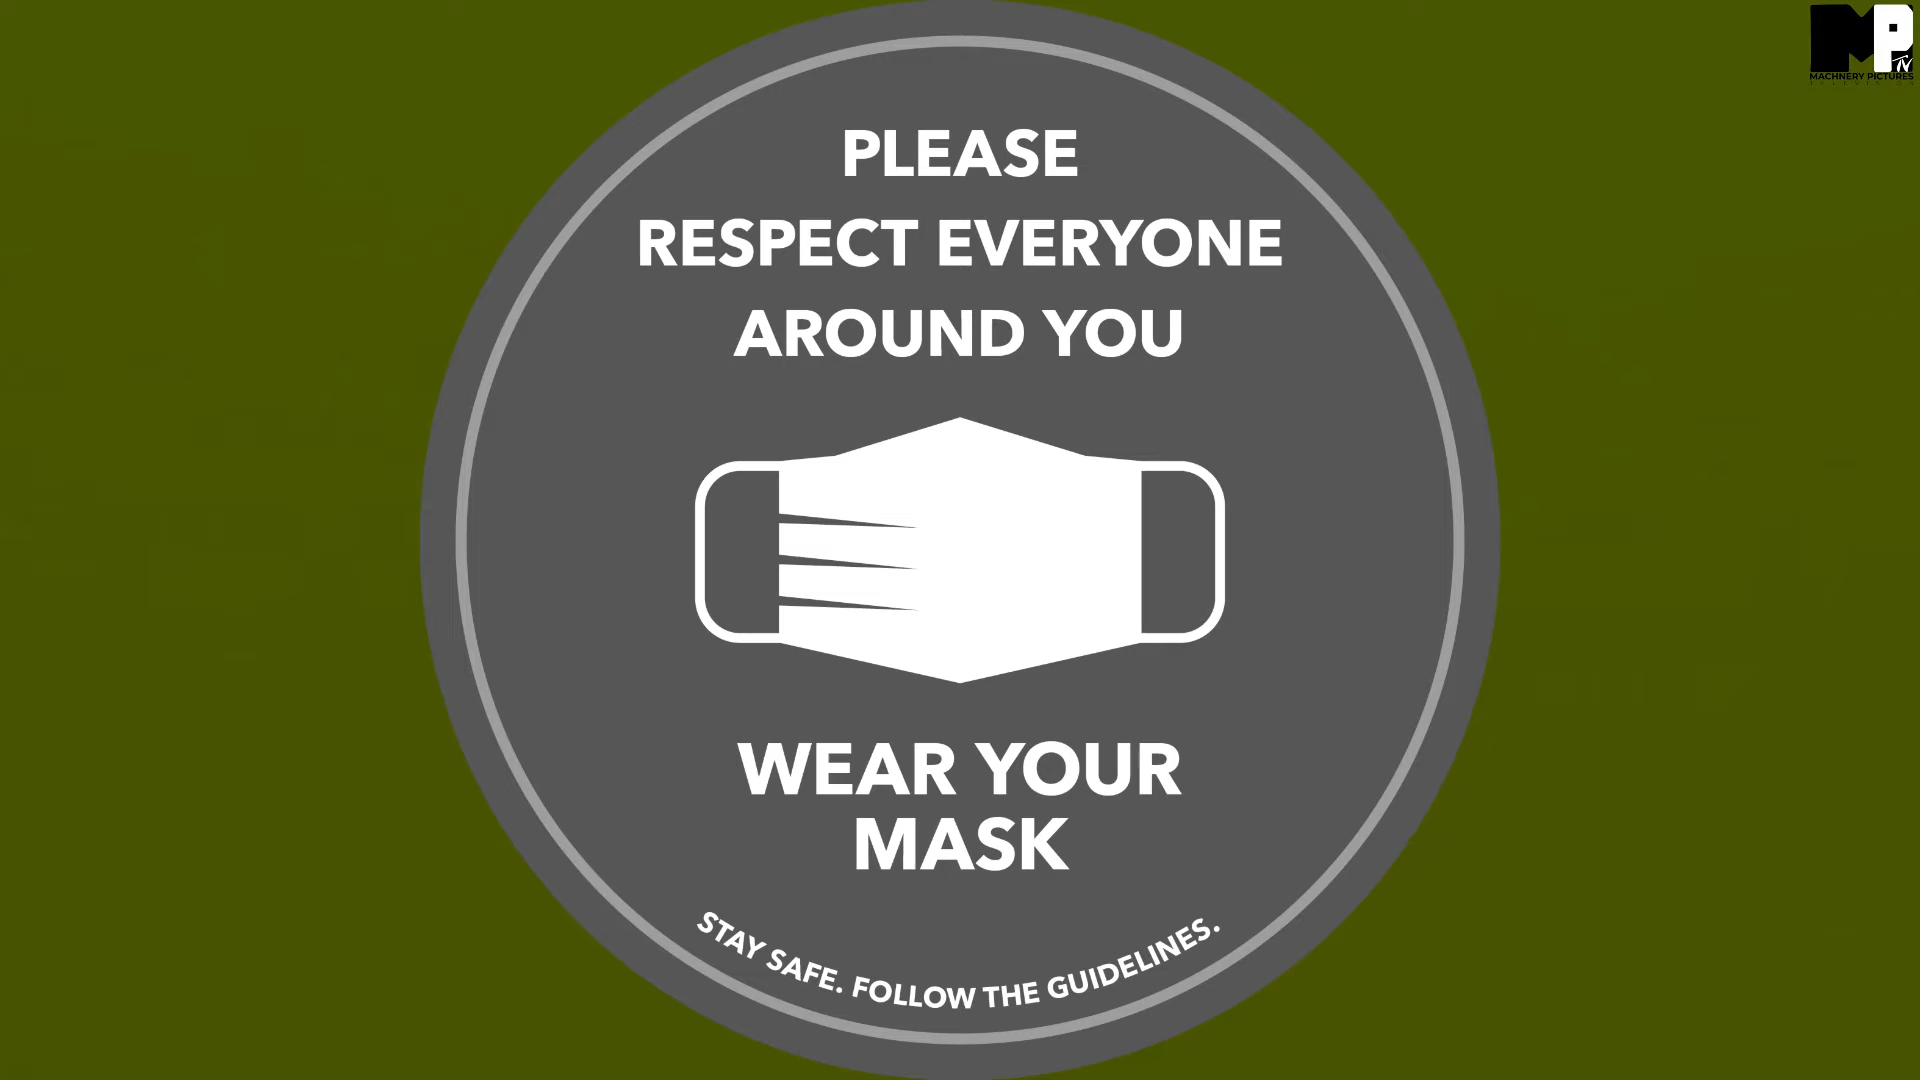 PLEASE
RESPECT EVERYONE
AROUND YOU
WEAR YOUR
MASK
STAY SAFE. FOLLOW THE GUIDELINES.
MP
TV
MACHNERY PICTURES